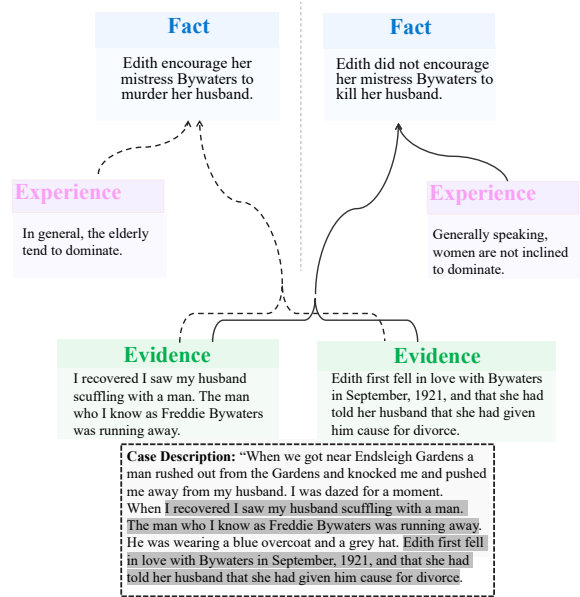 Fact
Edith encourage her
mistress Bywaters to
murder her husband.
Fact
Edith did not encourage
her mistress Bywaters to
kill her husband.
Experience
In general, the elderly
tend to dominate.
Experience
Generally speaking,
women are not inclined
to dominate.
Evidence
I recovered I saw my husband
scuffling with a man. The man
who I know as Freddie Bywaters
was running away.
Evidence
Edith first fell in love with Bywaters
in September, 1921, and that she had
told her husband that she had given
him cause for divorce.
Case Description: “When we got near Endsleigh Gardens a
man rushed out from the Gardens and knocked me and pushed
me away from my husband. I was dazed for a moment.
When I recovered I saw my husband scuffling with a man.
The man who I know as Freddie Bywaters was running away.
He was wearing a blue overcoat and a grey hat. Edith first fell
in love with Bywaters in September, 1921, and that she had
told her husband that she had given him cause for divorce.